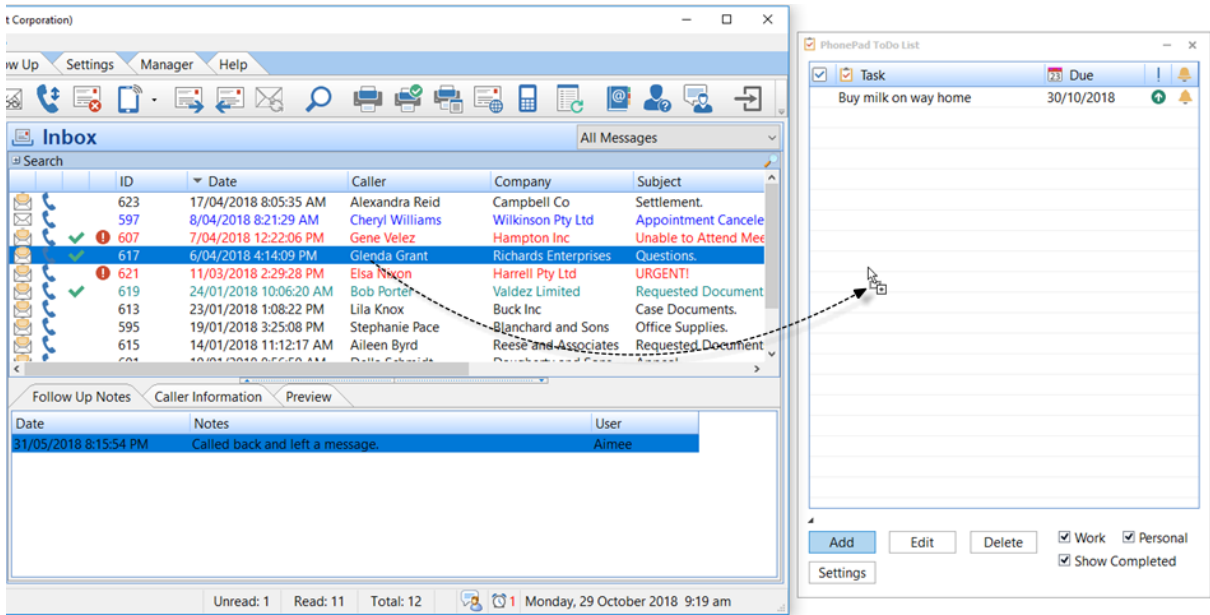 t Corporation)
ow Up Settings Manager Help
Inbox All Messages
Search
ID Date Caller Company Subject
623 17/04/2018 8:05:35 AM Alexandra Reid Campbell Co Settlement.
597 8/04/2018 8:21:29 AM Cheryl Williams Wilkinson Pty Ltd Appointment Cancele
607 7/04/2018 12:22:06 PM Gene Velez Hampton Inc Unable to Attend Mee
617 6/04/2018 4:14:09 PM Glenda Grant Richards Enterprises Questions.
621 11/03/2018 2:29:28 PM Elsa Nixon Harrell Pty Ltd URGENT!
619 24/01/2018 10:06:20 AM Bob Porter Valdez Limited Requested Document
613 23/01/2018 1:08:22 PM Lila Knox Buck Inc Case Documents.
595 19/01/2018 3:25:08 PM Stephanie Pace Blanchard and Sons Office Supplies.
615 14/01/2018 11:12:17 AM Aileen Byrd Reese and Associates Requested Document
Follow Up Notes Caller Information Preview
Date Notes User
31/05/2018 8:15:54 PM Called back and left a message. Aimee
Unread: 1 Read: 11 Total: 12 1 Monday, 29 October 2018 9:19 am
PhonePad ToDo List
Task 23 Due !
Buy milk on way home 30/10/2018
Add Edit Delete Work Personal
Show Completed
Settings